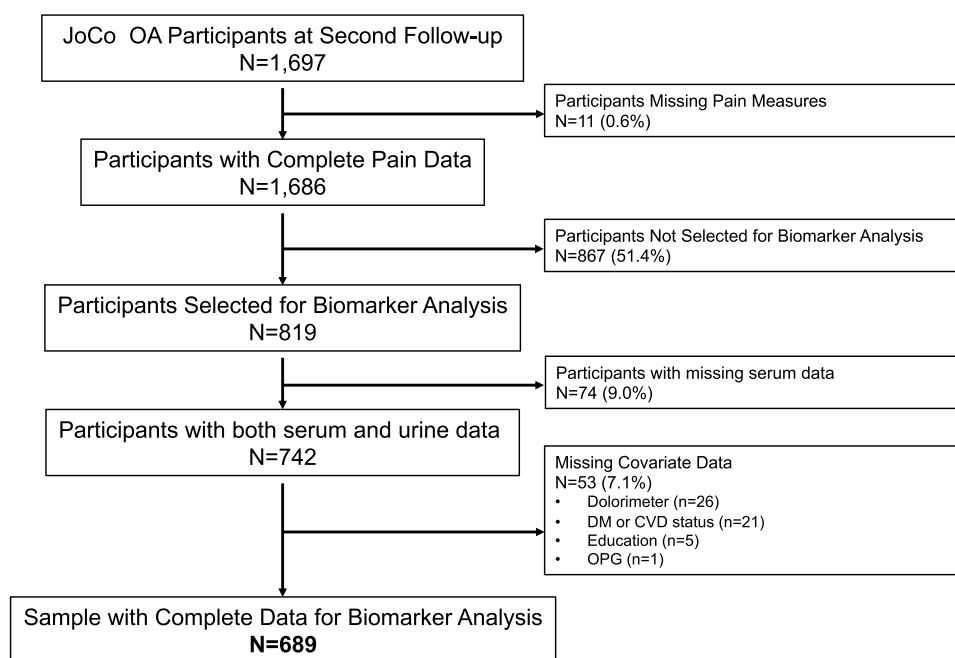 JoCo  OA Participants at Second Follow-up
N=1,697
Participants Missing Pain Measures
N=11 (0.6%)
Participants with Complete Pain Data
N=1,686
Participants Not Selected for Biomarker Analysis
N=867 (51.4%)
Participants Selected for Biomarker Analysis
N=819
Participants with missing serum data
N=74 (9.0%)
Participants with both serum and urine data
N=742
Missing Covariate Data
N=53 (7.1%)
• Dolorimeter (n=26)
• DM or CVD status (n=21)
• Education (n=5)
• OPG (n=1)
Sample with Complete Data for Biomarker Analysis
N=689